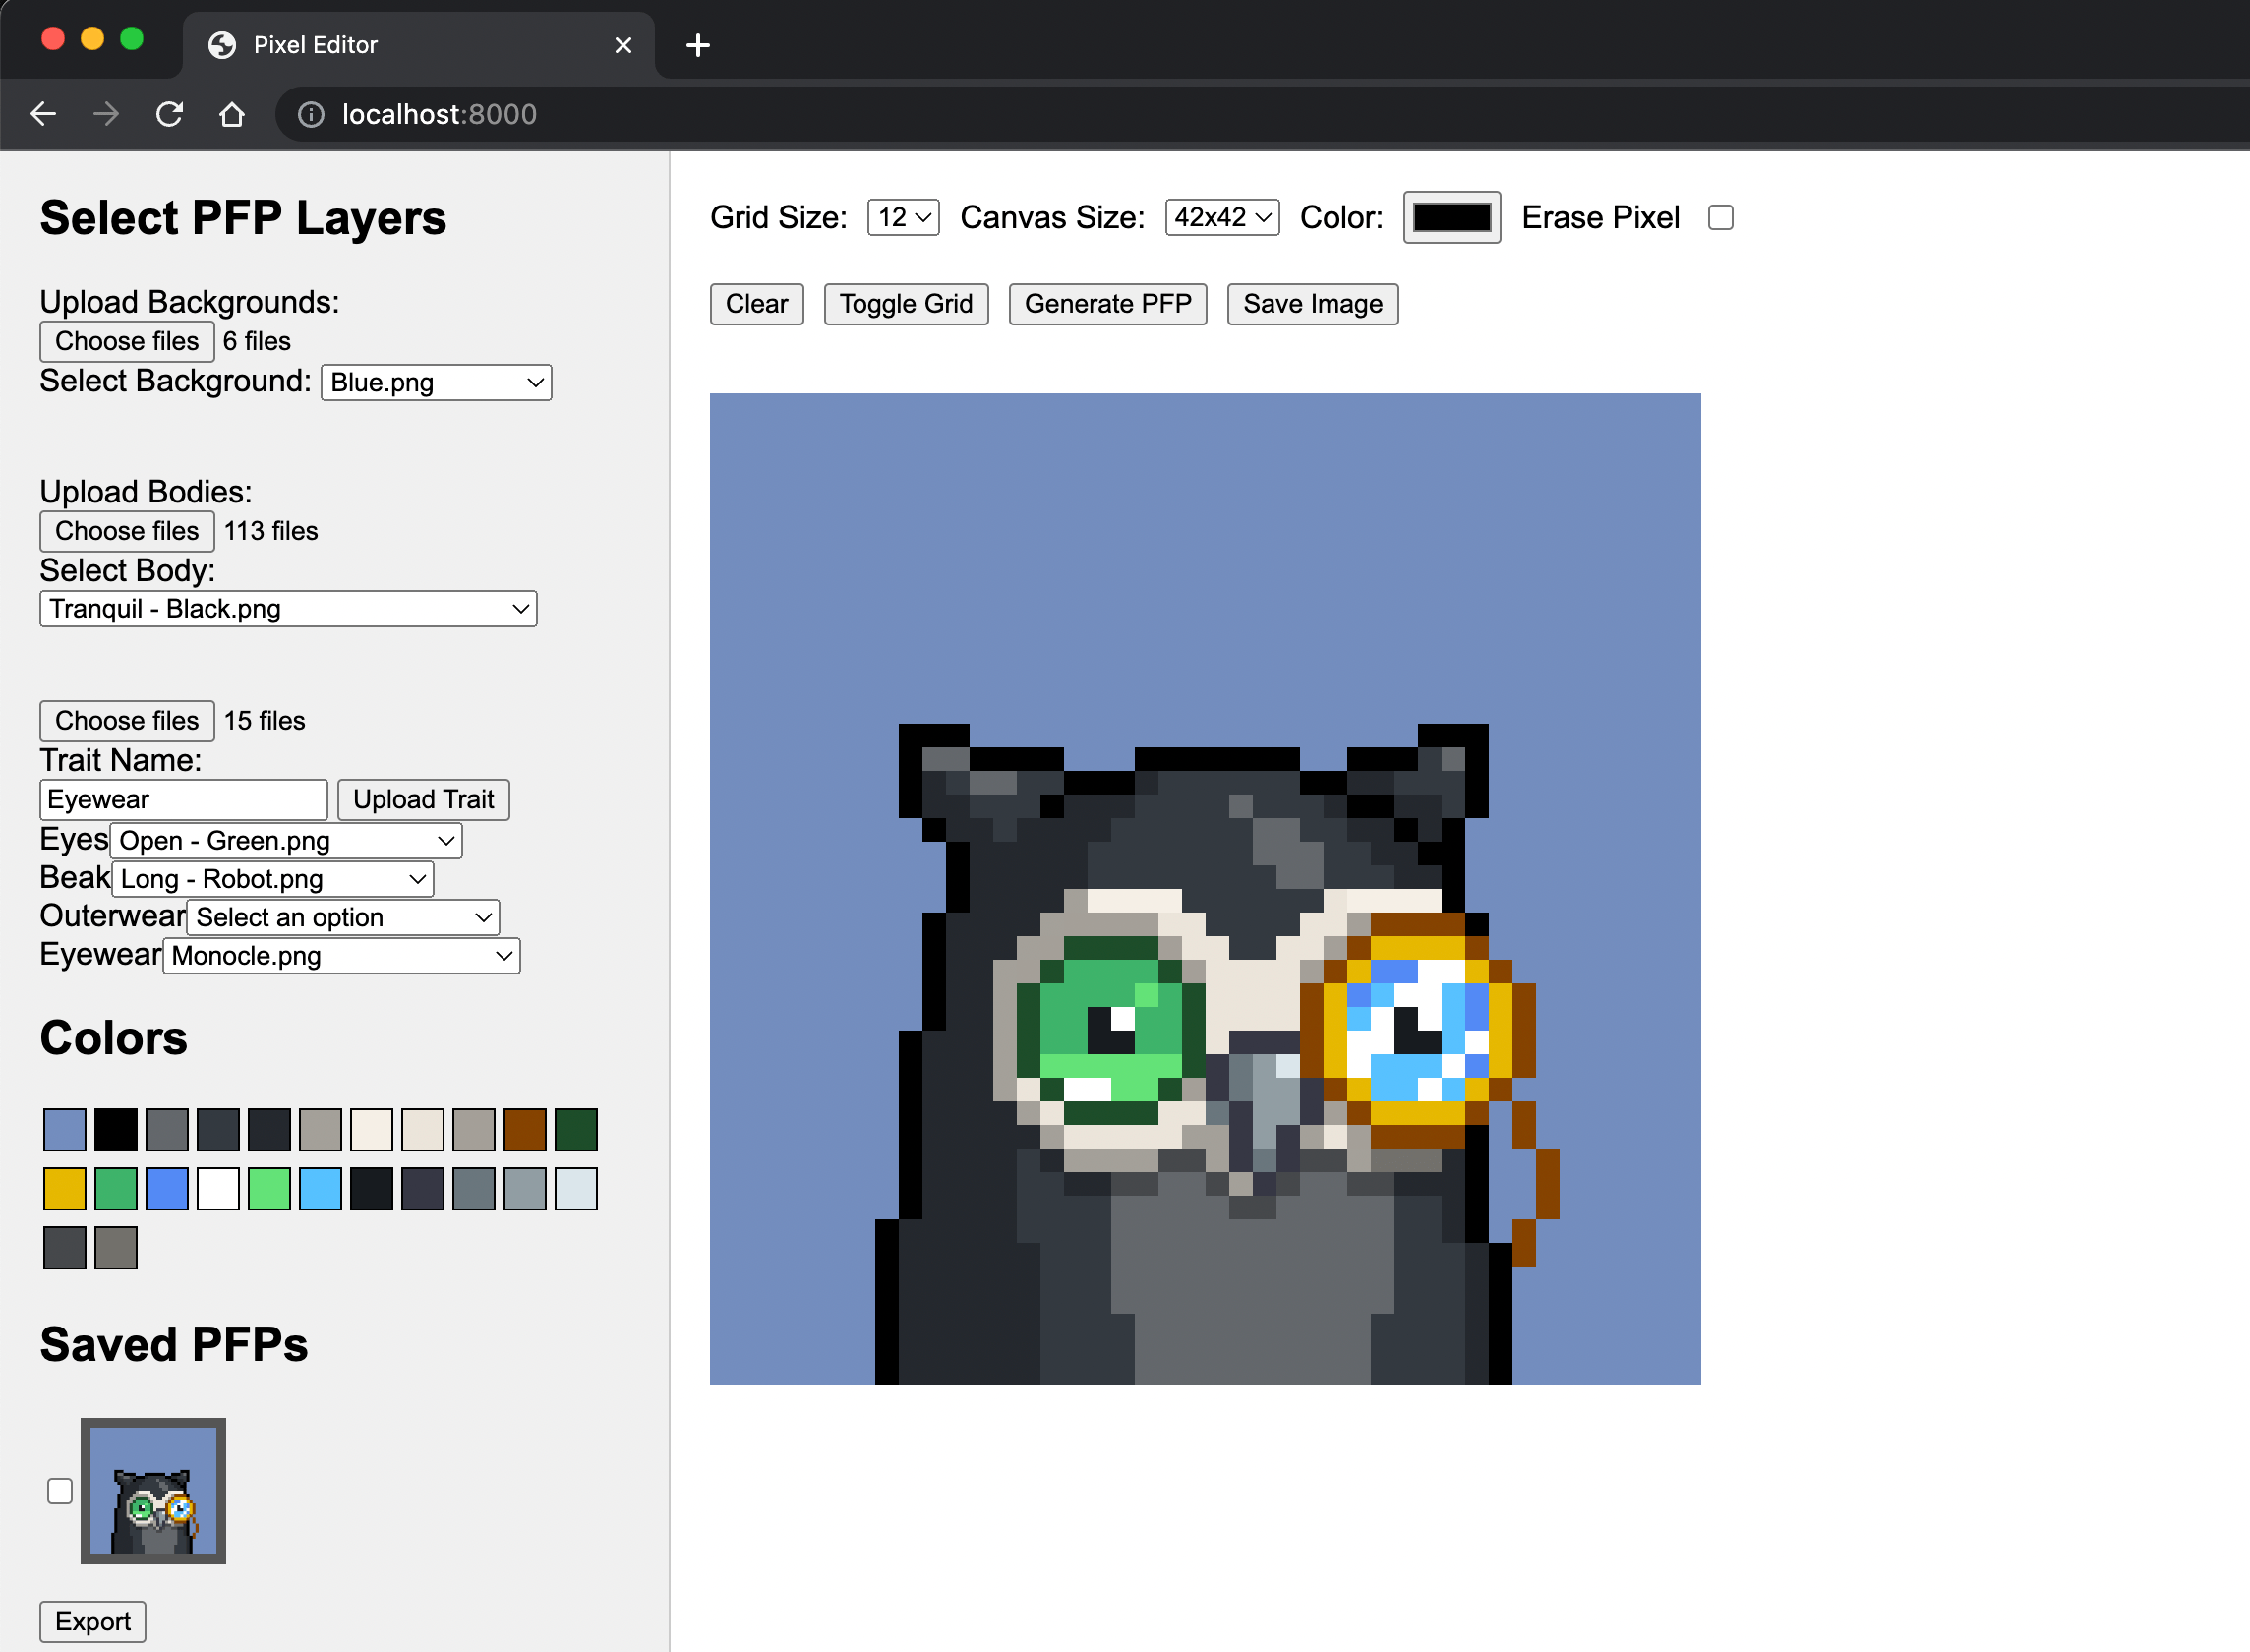 Pixel Editor
localhost:8000
Select PFP Layers
Upload Backgrounds:
Choose files 6 files
Select Background: Blue.png
Upload Bodies:
Choose files 113 files
Select Body:
Tranquil - Black.png
Choose files 15 files
Trait Name:
Eyewear Upload Trait
Eyes Open - Green.png
Beak Long - Robot.png
Outerwear Select an option
Eyewear Monocle.png
Colors
Saved PFPs
Export
Grid Size: 12 Canvas Size: 42x42 Color: Erase Pixel
Clear Toggle Grid Generate PFP Save Image